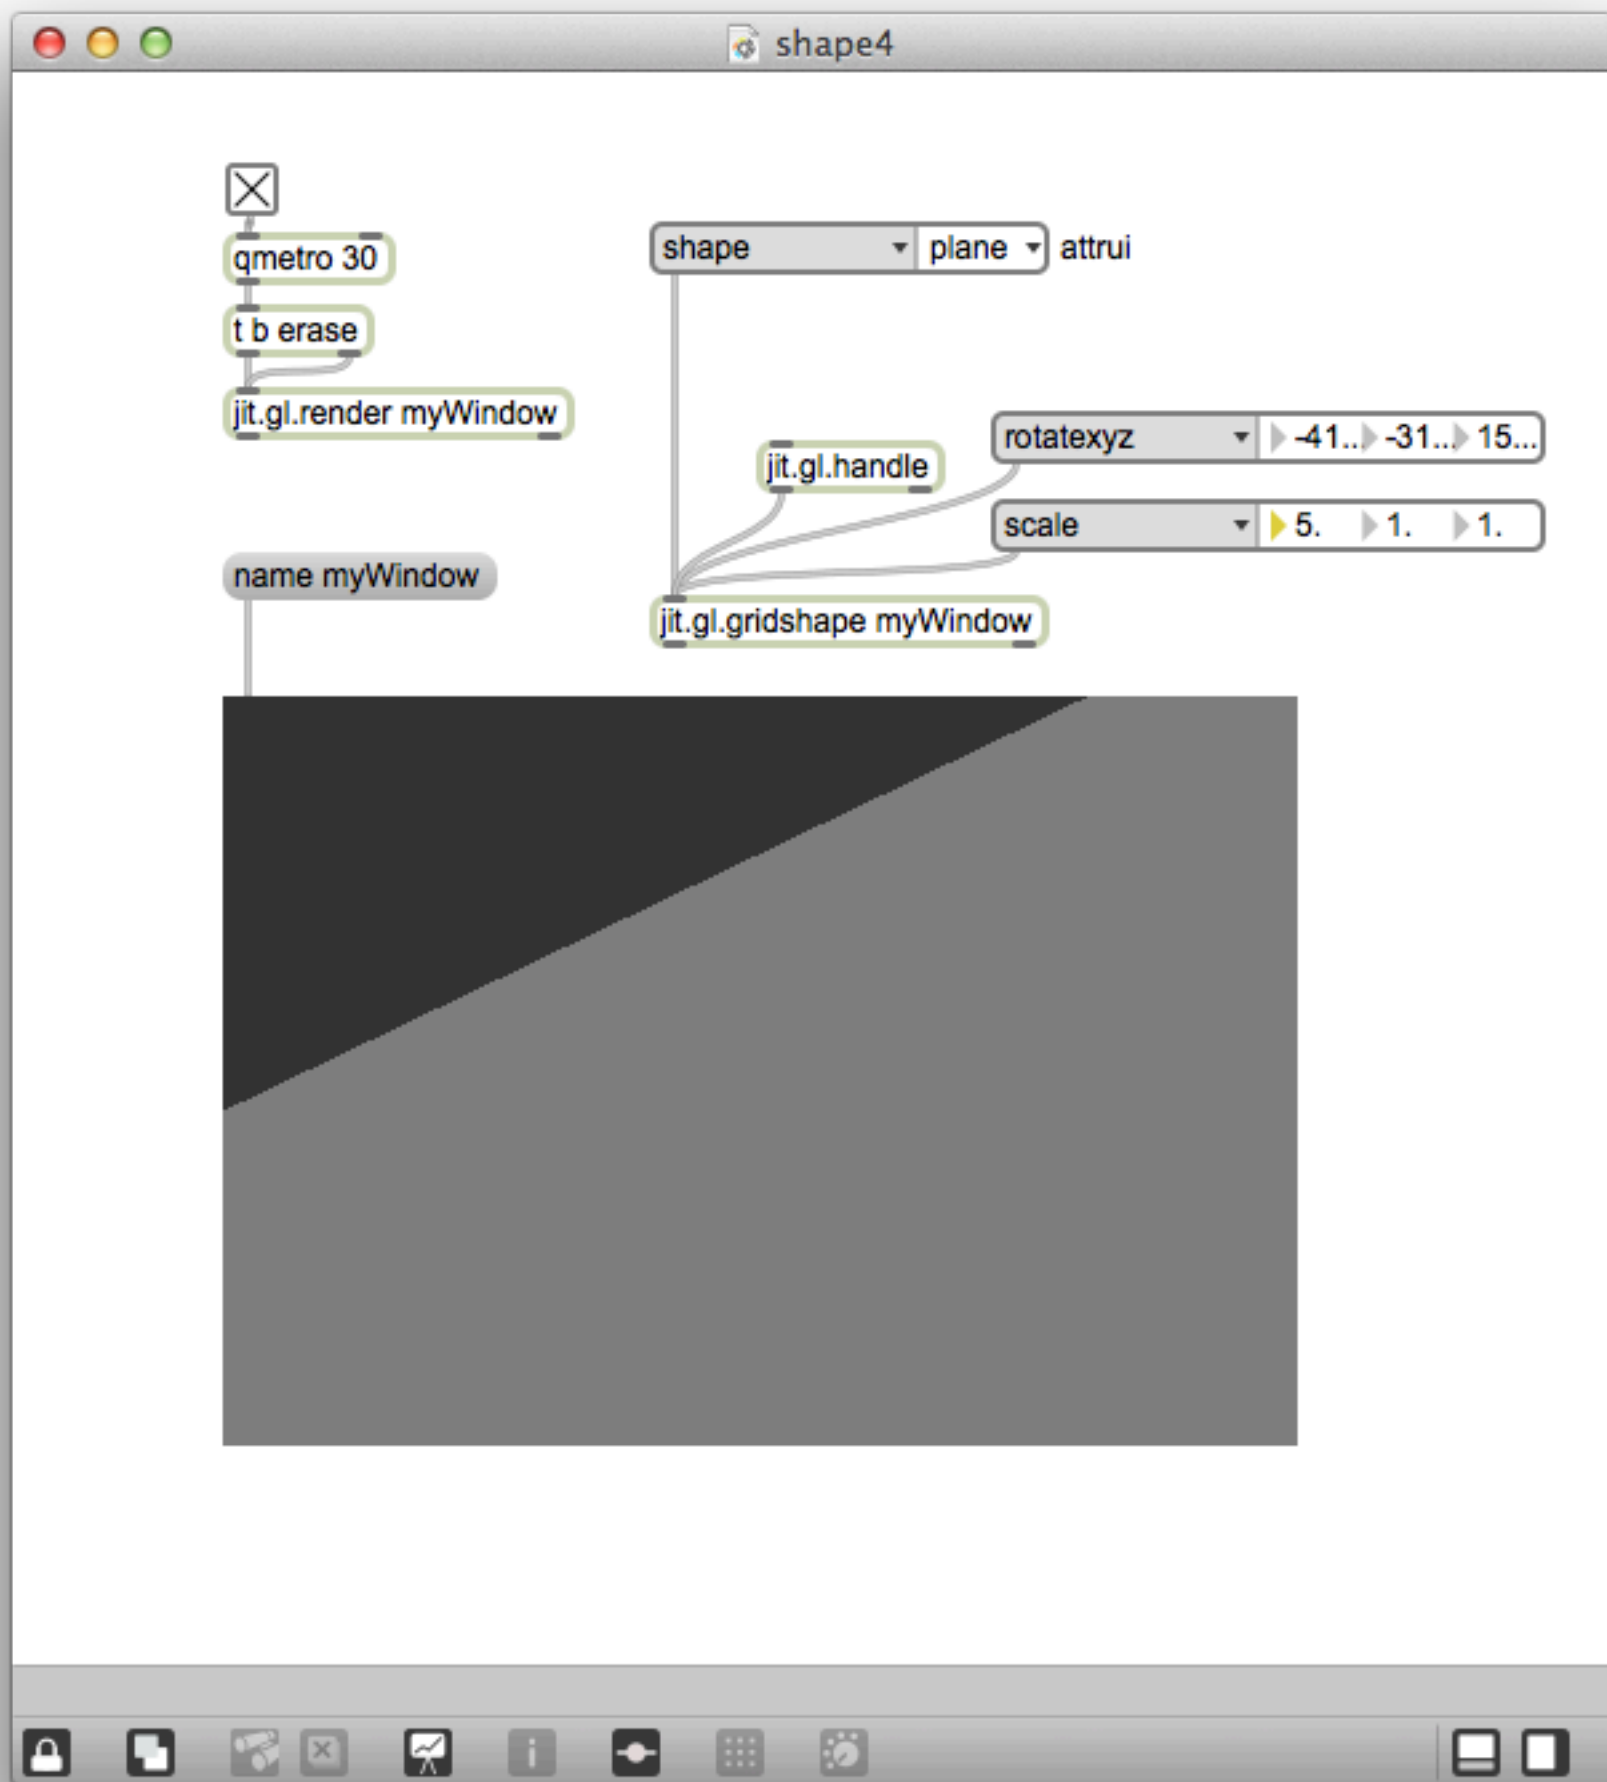 shape4
qmetro 30
t b erase
jit.gl.render myWindow
shape plane attrui
jit.gl.handle
rotatexyz -41... -31... 15...
scale 5. 1. 1.
name myWindow
jit.gl.gridshape myWindow